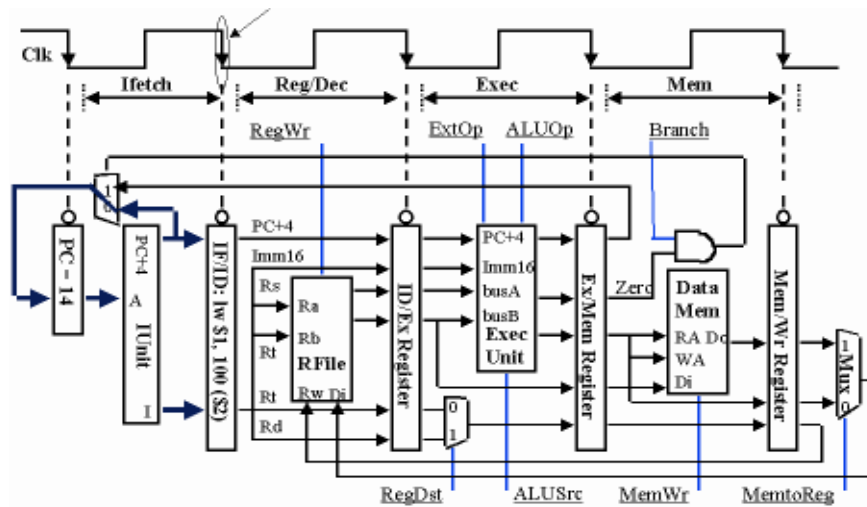 Clk
Ifetch
Reg/Dec
Exec
Mem
RegWr
ExtOp
ALUOp
Branch
1
0
PC - 14
PC+4
A
IUnit
I
IF/ID: lw $1, 100 ($2)
PC+4
Imm16
Rs
Rt
Rt
Rd
Ra
Rb
RFile
Rw Di
ID/Ex Register
0
1
PC+4
Imm16
busA
busB
Exec
Unit
Ex/Mem Register
Zero
Data
Mem
RA Do
WA
Di
Mem/Wr Register
1
Mux
0
RegDst
ALUSrc
MemWr
MemtoReg